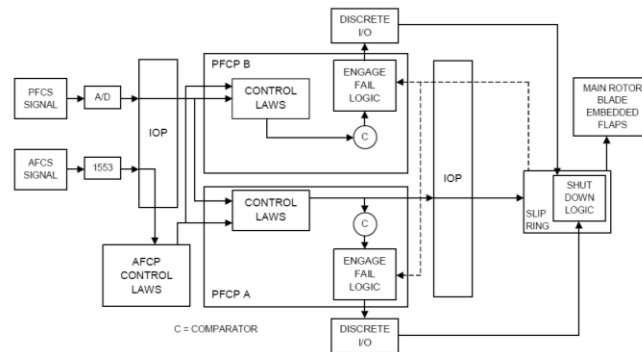 DISCRETE
I/O
PFCP B
PFCS
SIGNAL
A/D
IOP
CONTROL
LAWS
ENGAGE
FAIL
LOGIC
C
IOP
MAIN ROTOR
BLADE
EMBEDDED
FLAPS
AFCS
SIGNAL
1553
CONTROL
LAWS
C
SHUT
DOWN
LOGIC
SLIP
RING
AFCP
CONTROL
LAWS
ENGAGE
FAIL
LOGIC
PFCP A
C = COMPARATOR
DISCRETE
I/O